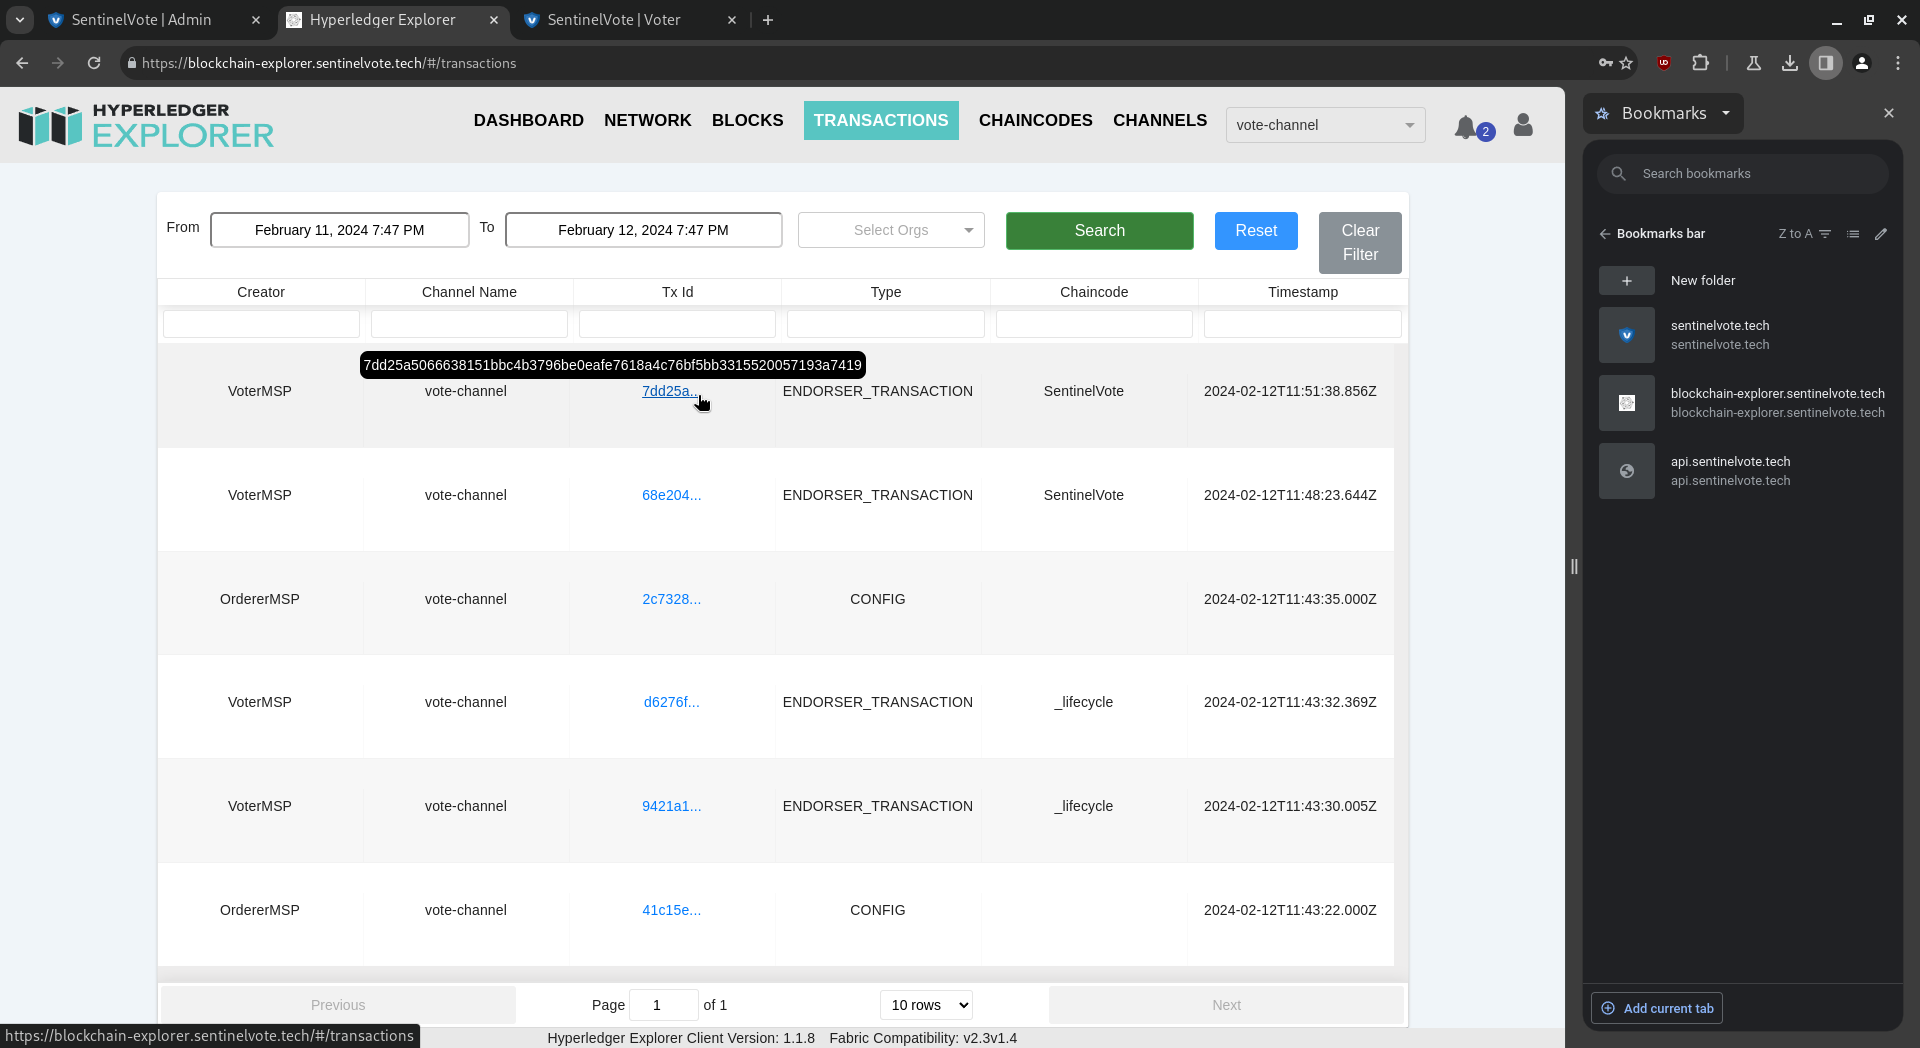 SentinelVote | Admin
Hyperledger Explorer
SentinelVote | Voter
https://blockchain-explorer.sentinelvote.tech/#/transactions
HYPERLEDGER
EXPLORER
DASHBOARD NETWORK BLOCKS TRANSACTIONS CHAINCODES CHANNELS
vote-channel
2
From February 11, 2024 7:47 PM To February 12, 2024 7:47 PM Select Orgs Search Reset Clear Filter
Creator Channel Name Tx Id Type Chaincode Timestamp
7dd25a5066638151bbc4b3796be0eafe7618a4c76bf5bb3315520057193a7419
VoterMSP vote-channel 7dd25a... ENDORSER_TRANSACTION SentinelVote 2024-02-12T11:51:38.856Z
VoterMSP vote-channel 68e204... ENDORSER_TRANSACTION SentinelVote 2024-02-12T11:48:23.644Z
OrdererMSP vote-channel 2c7328... CONFIG 2024-02-12T11:43:35.000Z
VoterMSP vote-channel d6276f... ENDORSER_TRANSACTION _lifecycle 2024-02-12T11:43:32.369Z
VoterMSP vote-channel 9421a1... ENDORSER_TRANSACTION _lifecycle 2024-02-12T11:43:30.005Z
OrdererMSP vote-channel 41c15e... CONFIG 2024-02-12T11:43:22.000Z
Previous Page 1 of 1 10 rows Next
https://blockchain-explorer.sentinelvote.tech/#/transactions
Hyperledger Explorer Client Version: 1.1.8 Fabric Compatibility: v2.3v1.4
Bookmarks
Search bookmarks
Bookmarks bar Z to A
New folder
sentinelvote.tech
sentinelvote.tech
blockchain-explorer.sentinelvote.tech
blockchain-explorer.sentinelvote.tech
api.sentinelvote.tech
api.sentinelvote.tech
Add current tab